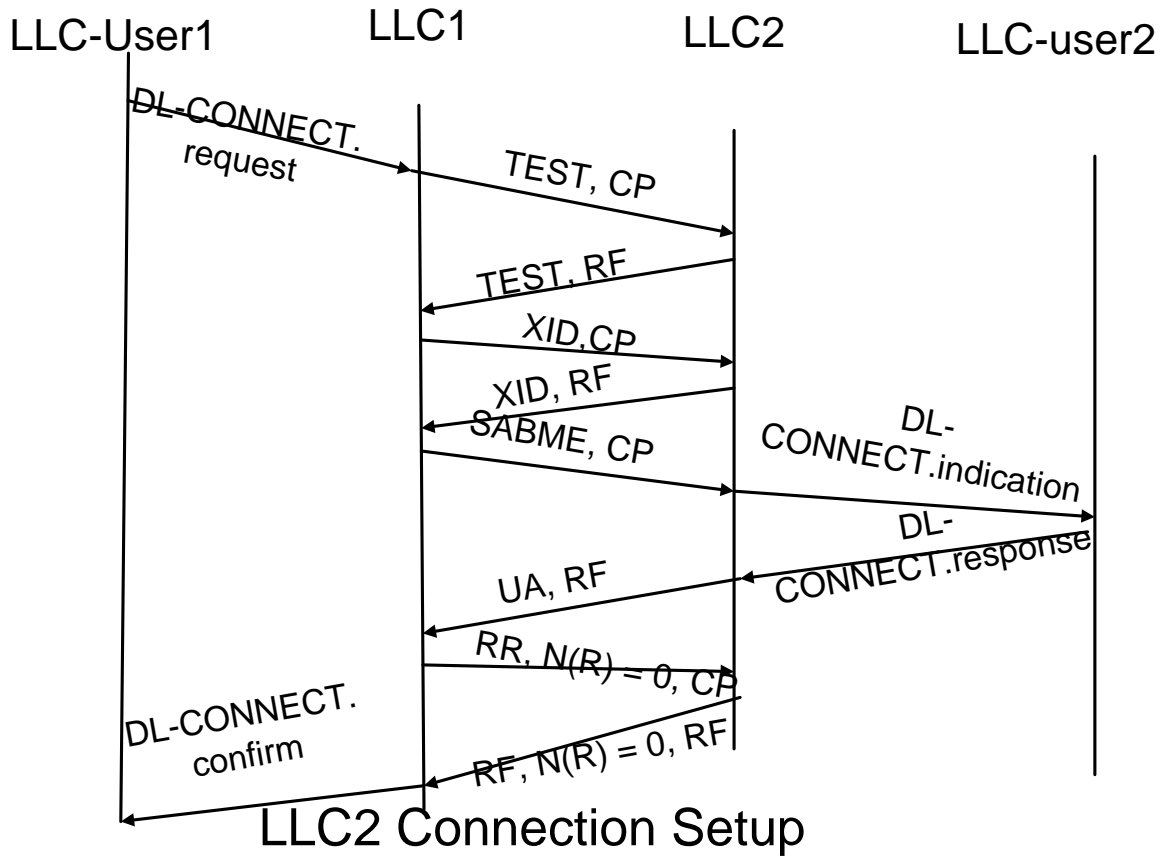 LLC-User1
LLC1
LLC2
LLC-user2
DL-CONNECT.
request
TEST, CP
TEST, RF
XID,CP
XID, RF
SABME, CP
DL-
CONNECT.indication
DL-
CONNECT.response
UA, RF
RR, N(R) = 0, CP
DL-CONNECT.
confirm
RF, N(R) = 0, RF
LLC2 Connection Setup